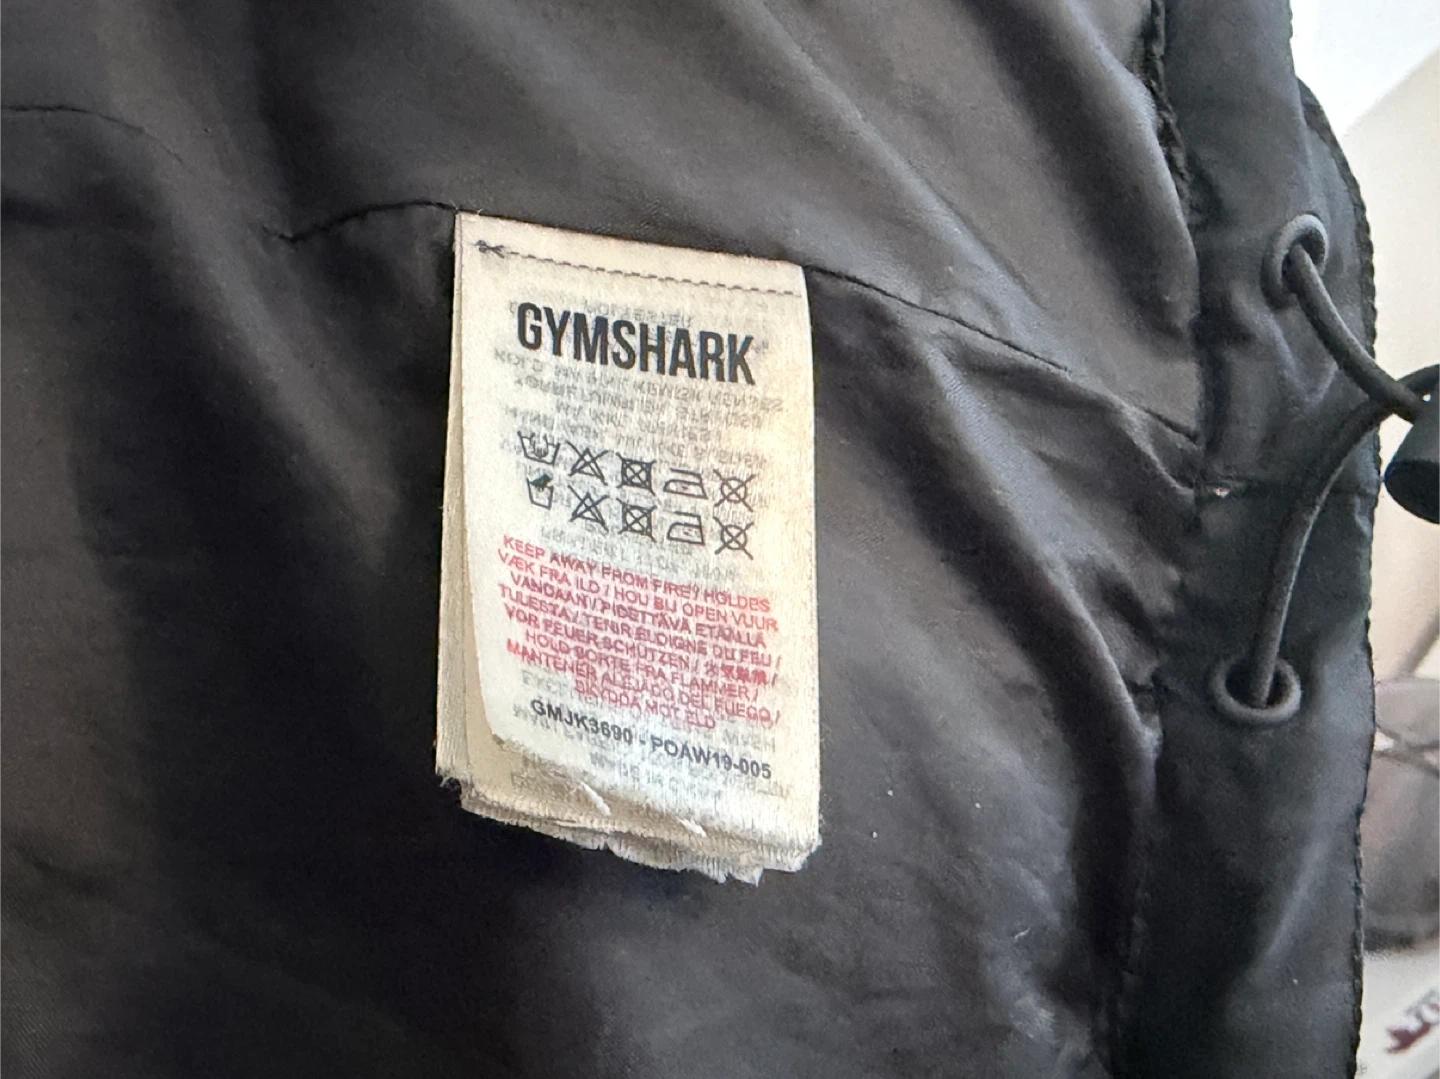 GYMSHARK
KEEP AWAY FROM FIRE / HOLDES
VÆK FRA ILD / HOU BIJ OPEN VUUR
VANDAAN / PIDETTÄVÄ ETÄÄLLÄ
TULESTA / TENIR ÉLOIGNÉ DU FEU /
VOR FEUER SCHÜTZEN /
HOLD BORTE FRA FLAMMER /
MANTENER ALEJADO DEL FUEGO /
SKYDDA MOT ELD
GMJK3690 - POAW19-005